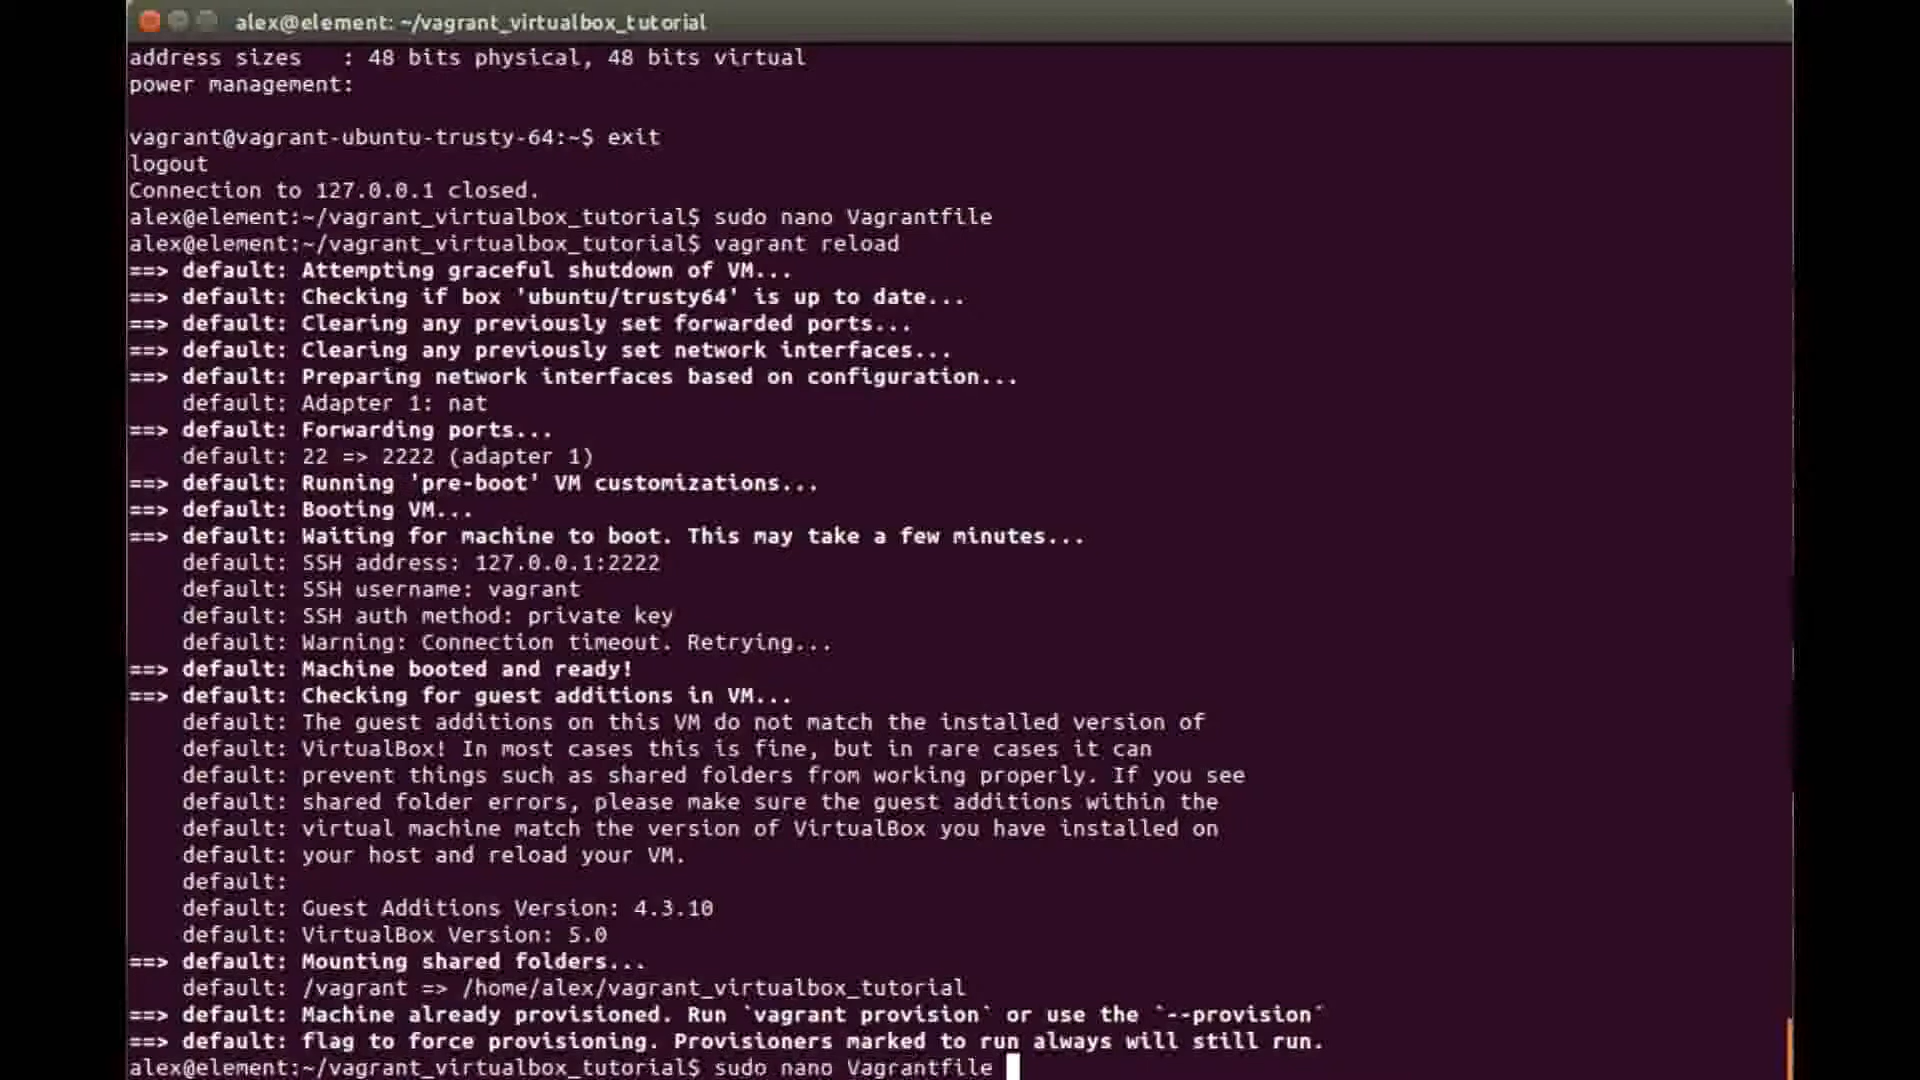 alex@element: ~/vagrant_virtualbox_tutorial
address sizes   : 48 bits physical, 48 bits virtual
power management:
vagrant@vagrant-ubuntu-trusty-64:~$ exit
logout
Connection to 127.0.0.1 closed.
alex@element:~/vagrant_virtualbox_tutorial$ sudo nano Vagrantfile
alex@element:~/vagrant_virtualbox_tutorial$ vagrant reload
==> default: Attempting graceful shutdown of VM...
==> default: Checking if box 'ubuntu/trusty64' is up to date...
==> default: Clearing any previously set forwarded ports...
==> default: Clearing any previously set network interfaces...
==> default: Preparing network interfaces based on configuration...
    default: Adapter 1: nat
==> default: Forwarding ports...
    default: 22 => 2222 (adapter 1)
==> default: Running 'pre-boot' VM customizations...
==> default: Booting VM...
==> default: Waiting for machine to boot. This may take a few minutes...
    default: SSH address: 127.0.0.1:2222
    default: SSH username: vagrant
    default: SSH auth method: private key
    default: Warning: Connection timeout. Retrying...
==> default: Machine booted and ready!
==> default: Checking for guest additions in VM...
    default: The guest additions on this VM do not match the installed version of
    default: VirtualBox! In most cases this is fine, but in rare cases it can
    default: prevent things such as shared folders from working properly. If you see
    default: shared folder errors, please make sure the guest additions within the
    default: virtual machine match the version of VirtualBox you have installed on
    default: your host and reload your VM.
    default:
    default: Guest Additions Version: 4.3.10
    default: VirtualBox Version: 5.0
==> default: Mounting shared folders...
    default: /vagrant => /home/alex/vagrant_virtualbox_tutorial
==> default: Machine already provisioned. Run `vagrant provision` or use the `--provision`
==> default: flag to force provisioning. Provisioners marked to run always will still run.
alex@element:~/vagrant_virtualbox_tutorial$ sudo nano Vagrantfile